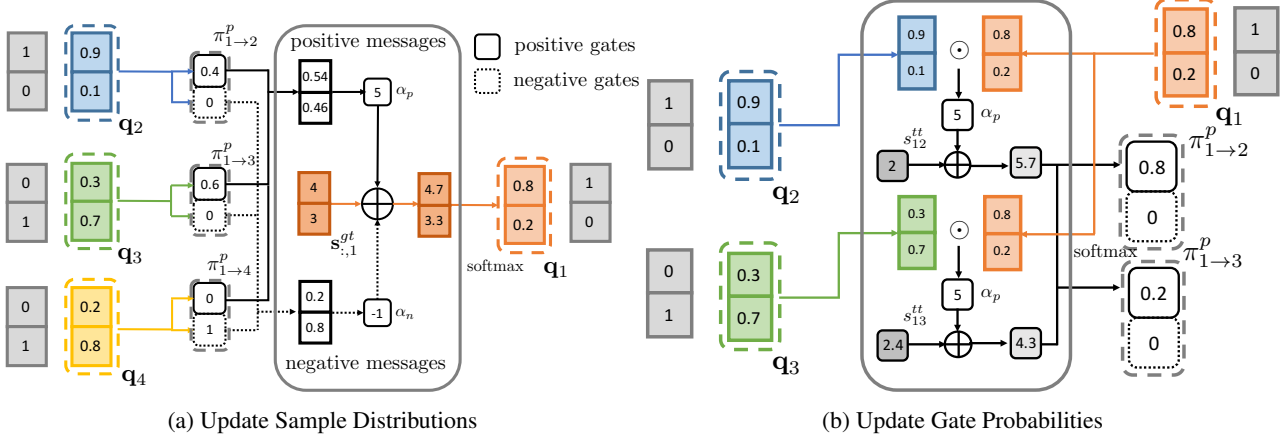 π^p_{1→2}
positive messages
positive gates
negative gates
1
0
0.9
0.1
q_2
0.4
0
0.54
0.46
5
α_p
π^p_{1→3}
0
1
0.3
0.7
q_3
0.6
0
4
3
s^{gt}_{:,1}
4.7
3.3
softmax
0.8
0.2
q_1
1
0
π^p_{1→4}
0
1
0.2
0.8
q_4
0
1
0.2
0.8
-1
α_n
negative messages
(a) Update Sample Distributions
1
0
0.9
0.1
q_2
0.9
0.1
⊙
0.8
0.2
5
α_p
s^{tt}_{12}
2
5.7
0.8
0.2
q_1
1
0
π^p_{1→2}
0.8
0
0
1
0.3
0.7
q_3
0.3
0.7
⊙
0.8
0.2
5
α_p
s^{tt}_{13}
2.4
4.3
softmax
π^p_{1→3}
0.2
0
(b) Update Gate Probabilities